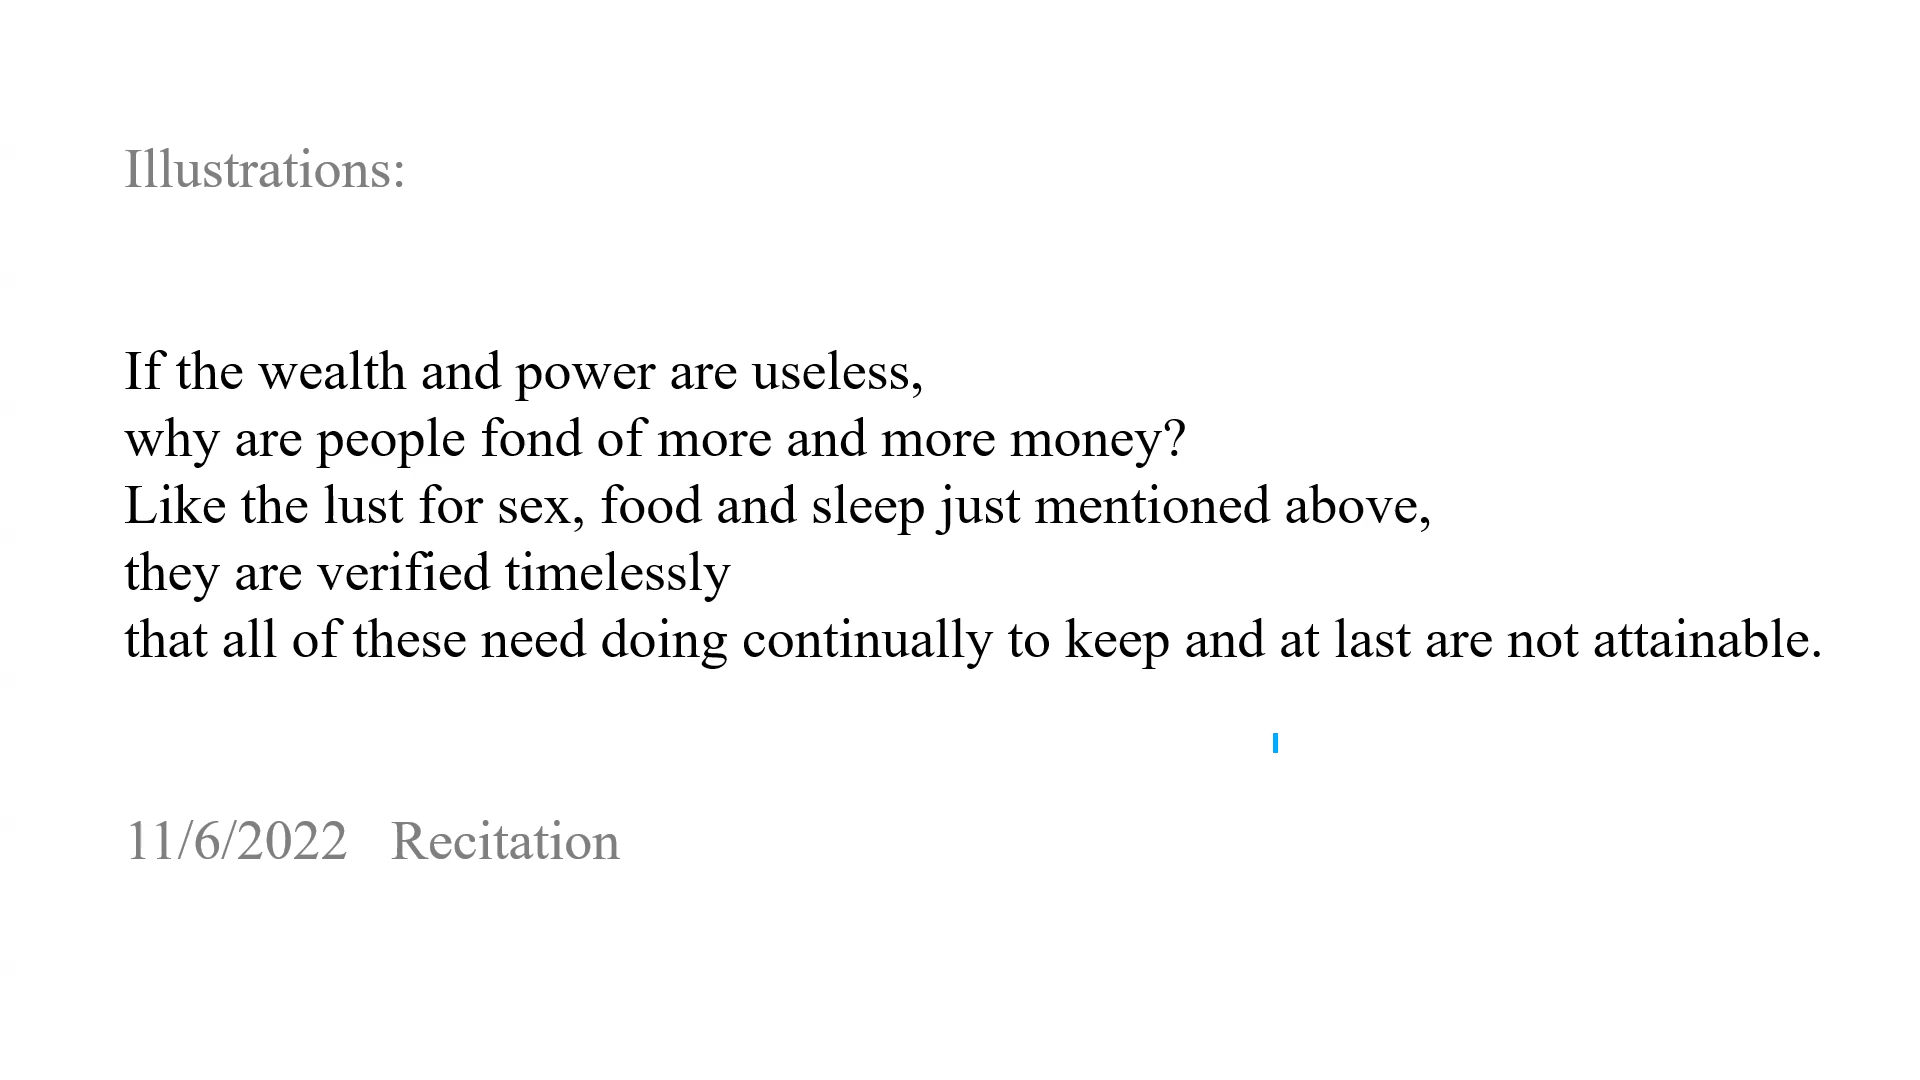 Illustrations:
If the wealth and power are useless,
why are people fond of more and more money?
Like the lust for sex, food and sleep just mentioned above,
they are verified timelessly
that all of these need doing continually to keep and at last are not attainable.
11/6/2022 Recitation